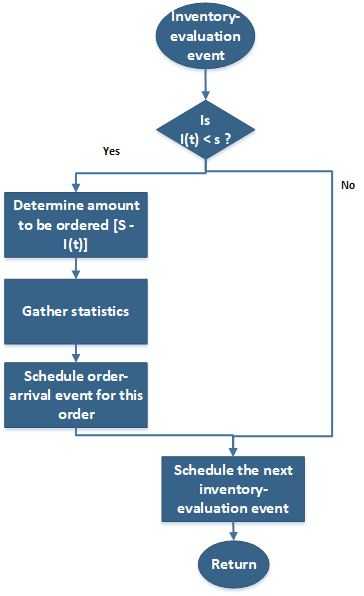 Inventory-
evaluation
event
Is
I(t) < s ?
Yes
No
Determine amount
to be ordered [S -
I(t)]
Gather statistics
Schedule order-
arrival event for this
order
Schedule the next
inventory-
evaluation event
Return